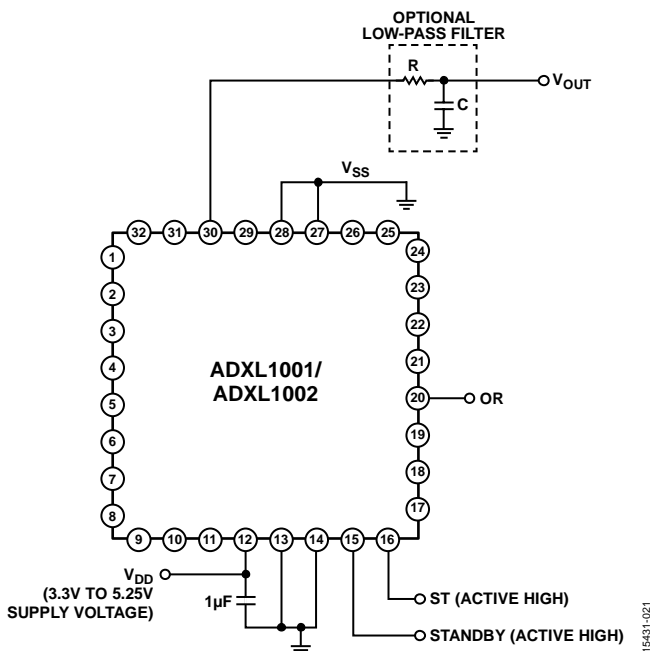 OPTIONAL
LOW-PASS FILTER
R
C
VOUT
VSS
32 31 30 29 28 27 26 25
1
2
3
4
5
6
7
8
24
23
22
21
20
19
18
17
ADXL1001/
ADXL1002
OR
9 10 11 12 13 14 15 16
VDD
(3.3V TO 5.25V
SUPPLY VOLTAGE)
1µF
ST (ACTIVE HIGH)
STANDBY (ACTIVE HIGH)
15431-021